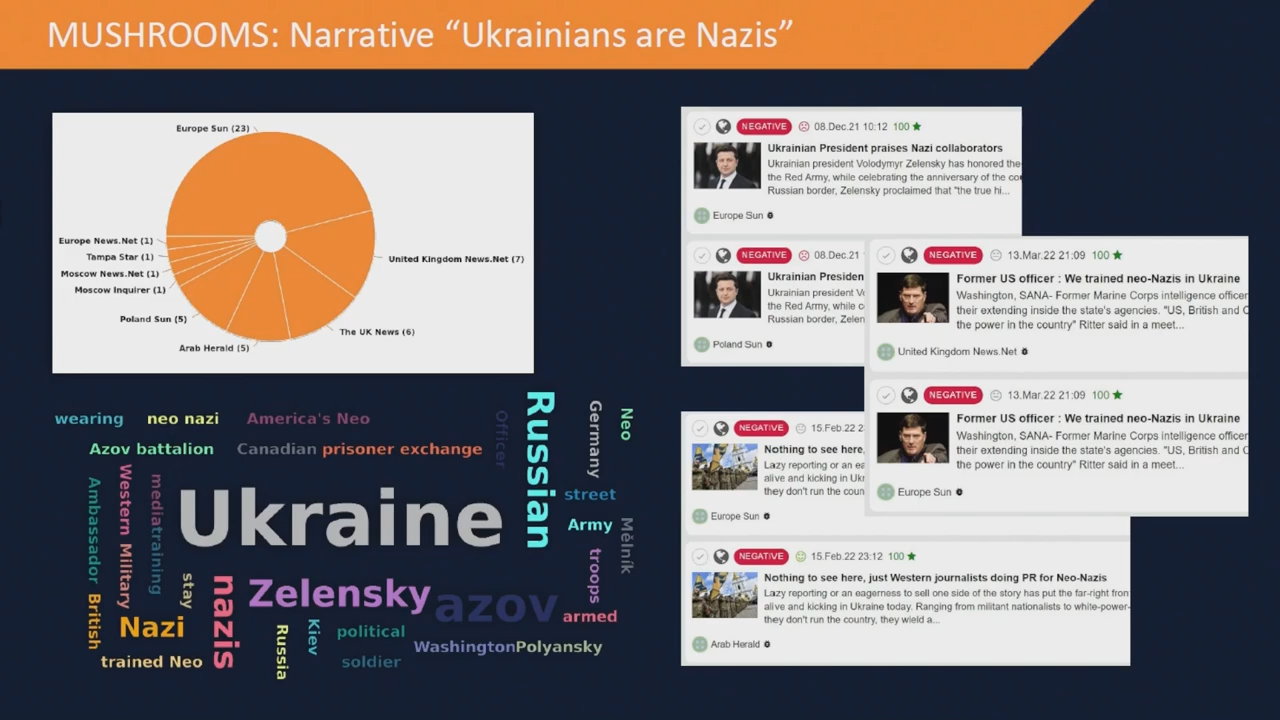 MUSHROOMS: Narrative “Ukrainians are Nazis”
Europe Sun (23)
Europe News.Net (1)
Tampa Star (1)
Moscow News.Net (1)
Moscow Inquirer (1)
Poland Sun (5)
Arab Herald (5)
The UK News (6)
United Kingdom News.Net (7)
wearing
neo nazi
America's Neo
Azov battalion
Canadian
prisoner exchange
Officer
Russian
Germany
Neo
street
Army
Mělník
troops
armed
Ambassador
Western
Military
media
training
Ukraine
stay
nazis
Zelensky
azov
British
Nazi
trained Neo
Russia
Kiev
political
soldier
Washington
Polyansky
NEGATIVE 08.Dec.21 10:12 100
Ukrainian President praises Nazi collaborators
Ukrainian president Volodymyr Zelensky has honored the
the Red Army, while celebrating the anniversary of the co
Russian border, Zelensky proclaimed that "the true hi...
Europe Sun
NEGATIVE 08.Dec.21
Ukrainian Presiden
Ukrainian president V
the Red Army, while c
Russian border, Zelen
Poland Sun
NEGATIVE 13.Mar.22 21:09 100
Former US officer : We trained neo-Nazis in Ukraine
Washington, SANA- Former Marine Corps intelligence officer
their extending inside the state's agencies. "US, British and C
the power in the country" Ritter said in a meet...
United Kingdom News.Net
NEGATIVE 13.Mar.22 21:09 100
Former US officer : We trained neo-Nazis in Ukraine
Washington, SANA- Former Marine Corps intelligence officer
their extending inside the state's agencies. "US, British and C
the power in the country" Ritter said in a meet...
Europe Sun
NEGATIVE 15.Feb.22 2
Nothing to see here,
Lazy reporting or an ea
alive and kicking in Ukr
they don't run the coun
Europe Sun
NEGATIVE 15.Feb.22 23:12 100
Nothing to see here, just Western journalists doing PR for Neo-Nazis
Lazy reporting or an eagerness to sell one side of the story has put the far-right from
alive and kicking in Ukraine today. Ranging from militant nationalists to white-power-
they don't run the country, they wield a...
Arab Herald